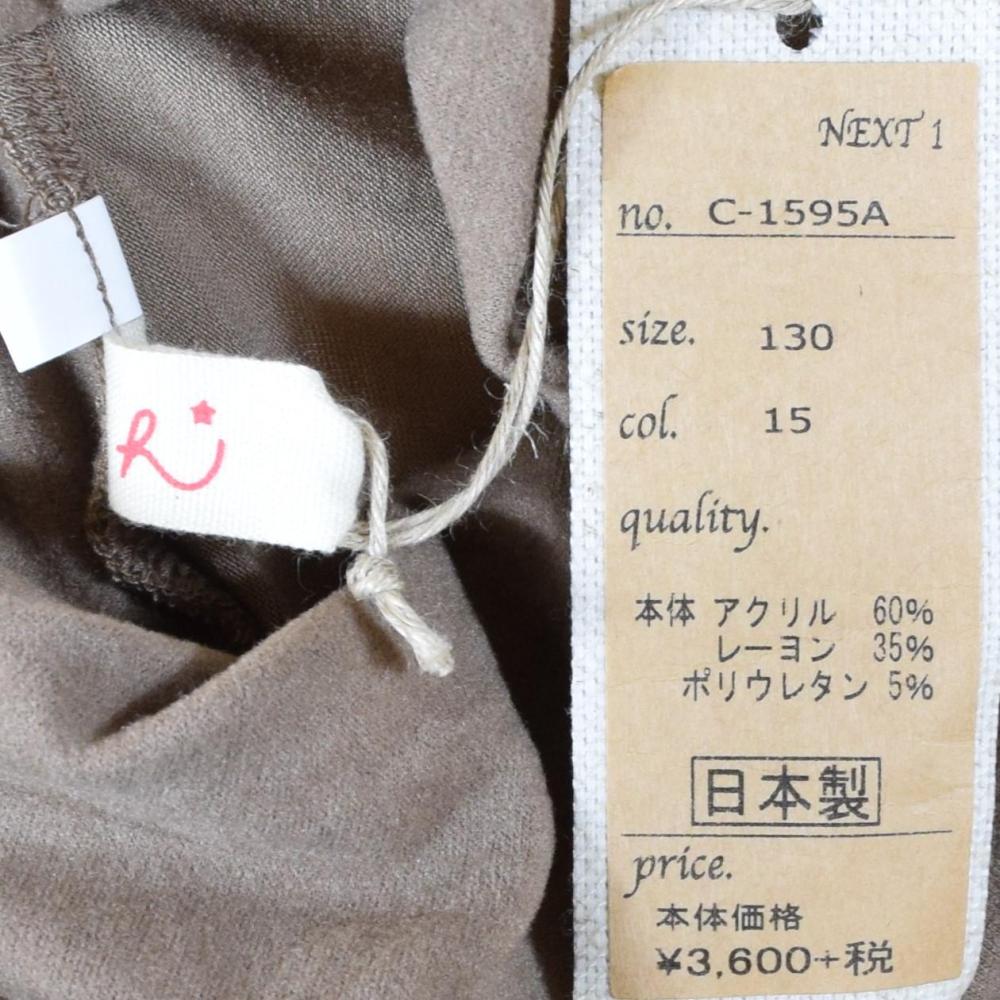 NEXT 1
no. C-1595A
size. 130
col. 15
quality.
本体 アクリル 60%
レーヨン 35%
ポリウレタン 5%
日本製
price.
本体価格
¥3,600+税
R